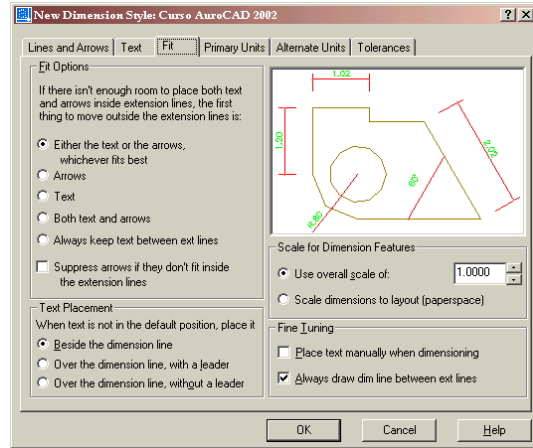 New Dimension Style: Curso AuroCAD 2002
Lines and Arrows
Text
Fit
Primary Units
Alternate Units
Tolerances
Fit Options
If there isn't enough room to place both text
and arrows inside extension lines, the first
thing to move outside the extension lines is:
Either the text or the arrows,
whichever fits best
Arrows
Text
Both text and arrows
Always keep text between ext lines
Suppress arrows if they don't fit inside
the extension lines
Text Placement
When text is not in the default position, place it
Beside the dimension line
Over the dimension line, with a leader
Over the dimension line, without a leader
1.02
1.20
2.02
60°
R.80
Scale for Dimension Features
Use overall scale of:
1.0000
Scale dimensions to layout (paperspace)
Fine Tuning
Place text manually when dimensioning
Always draw dim line between ext lines
OK
Cancel
Help